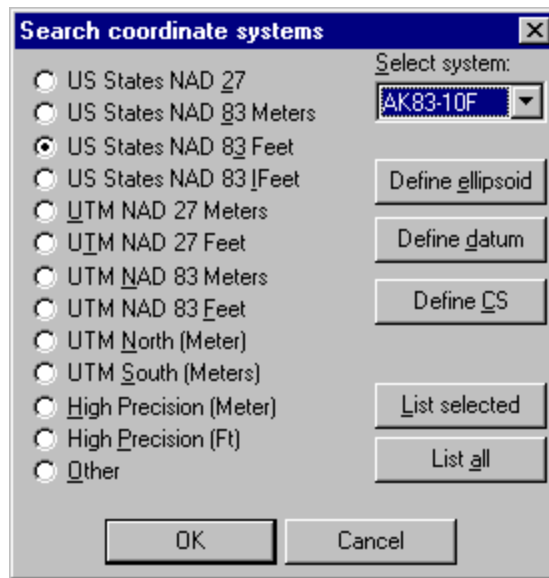 Search coordinate systems
US States NAD 27
US States NAD 83 Meters
US States NAD 83 Feet
US States NAD 83 IFeet
UTM NAD 27 Meters
UTM NAD 27 Feet
UTM NAD 83 Meters
UTM NAD 83 Feet
UTM North (Meter)
UTM South (Meters)
High Precision (Meter)
High Precision (Ft)
Other
Select system:
AK83-10F
Define ellipsoid
Define datum
Define CS
List selected
List all
OK
Cancel